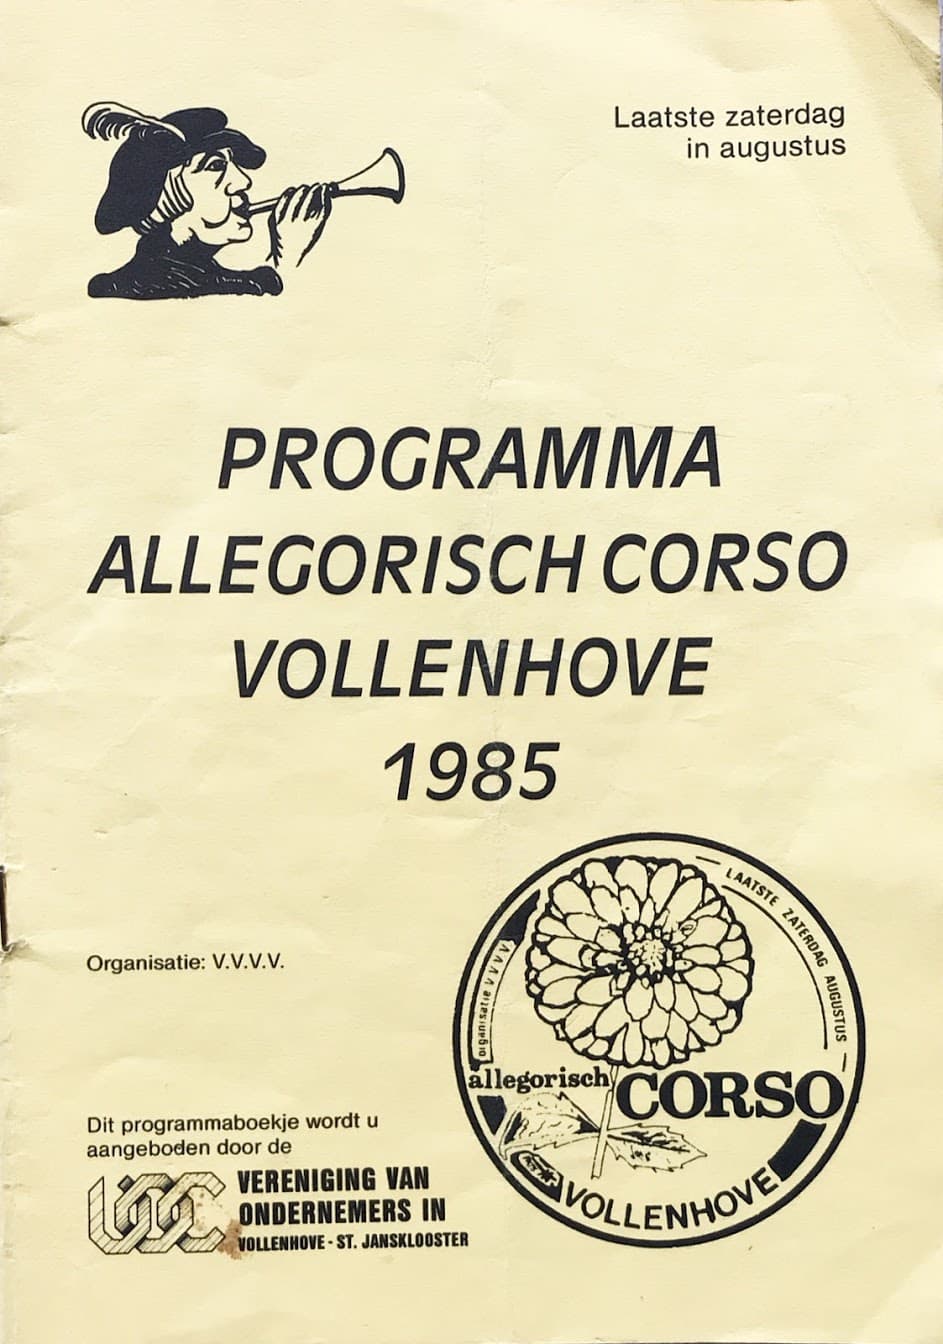 Laatste zaterdag
in augustus
PROGRAMMA
ALLEGORISCH CORSO
VOLLENHOVE
1985
Organisatie: V.V.V.V.
organisatie V V V V
LAATSTE ZATERDAG AUGUSTUS
allegorisch CORSO
VOLLENHOVE
Dit programmaboekje wordt u
aangeboden door de
VERENIGING VAN
ONDERNEMERS IN
VOLLENHOVE - ST. JANSKLOOSTER